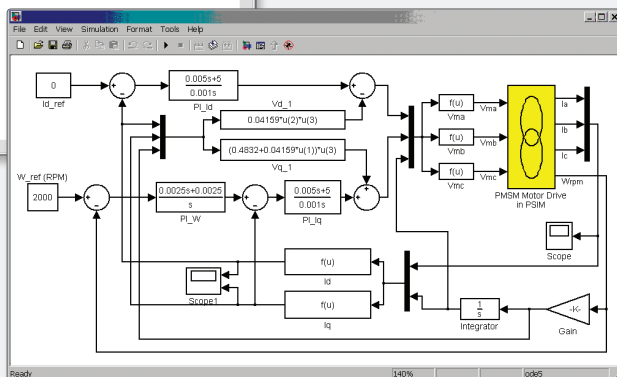 File Edit View Simulation Format Tools Help
0
Id_ref
0.005s+5
0.001s
PI_Id
Vd_1
0.04159*u(2)*u(3)
(0.4832+0.04159*u(1))*u(3)
Vq_1
f(u)
Vma
Vma
f(u)
Vmb
Vmb
f(u)
Vmc
Vmc
Ia
Ib
Ic
Wrpm
PMSM Motor Drive
in PSIM
W_ref (RPM)
2000
0.0025s+0.0025
s
PI_W
0.005s+5
0.001s
PI_Iq
Scope
Scope1
f(u)
Id
f(u)
Iq
1
s
Integrator
-K-
Gain
Ready 140% ode5